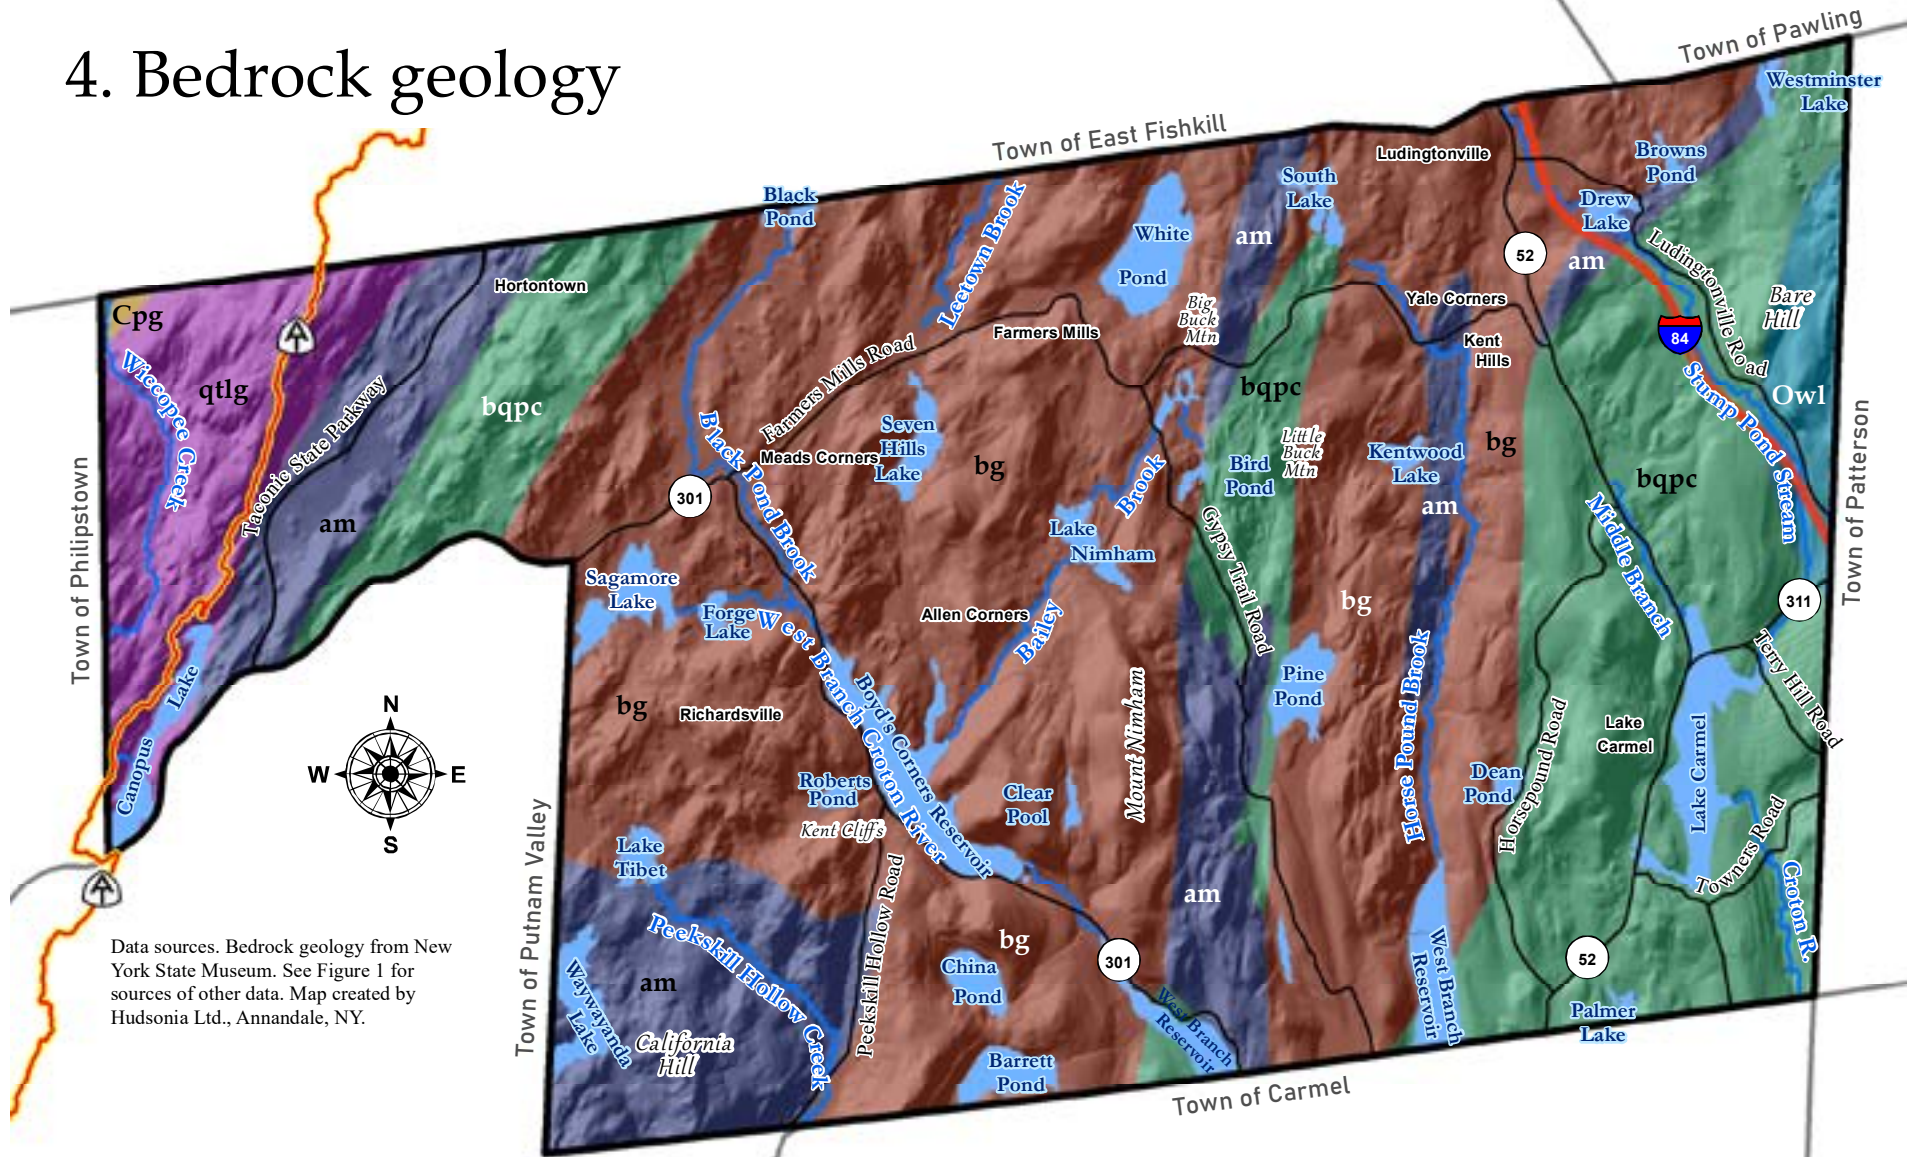 4. Bedrock geology
Town of Pawling
Westminster
Lake
Town of East Fishkill
Ludingtonville
Browns
Pond
Black
Pond
South
Lake
Drew
Lake
Leetown Brook
White
Pond
am
52
am
Ludingtonville Road
Hortontown
Cpg
Big
Buck
Mtn
Yale Corners
Bare
Hill
Farmers Mills
Kent
Hills
84
Wiccopee Creek
qtlg
Farmers Mills Road
bqpc
Owl
Stump Pond Stream
Taconic State Parkway
bqpc
Black Pond Brook
Meads Corners
Seven
Hills
Lake
bg
Little
Buck
Mtn
Bird
Pond
Kentwood
Lake
bg
bqpc
Town of Patterson
301
Brook
am
Middle Branch
am
Lake
Nimham
Gypsy Trail Road
Town of Philipstown
Sagamore
Lake
Forge
Lake
West Branch Croton River
Allen Corners
Bailey
bg
311
Terry Hill Road
Lake
Canopus
N
W
E
S
bg
Richardsville
Boyd's Corners Reservoir
Mount Nimham
Pine
Pond
Horse Pound Brook
Horsepound Road
Lake
Carmel
Lake Carmel
Roberts
Pond
Kent Cliffs
Clear
Pool
Dean
Pond
Towners Road
Town of Putnam Valley
Lake
Tibet
Peekskill Hollow Road
am
Croton R.
Peekskill Hollow Creek
bg
301
China
Pond
West Branch
Reservoir
52
am
Waywayanda
Lake
California
Hill
West Branch
Reservoir
Palmer
Lake
Barrett
Pond
Town of Carmel
Data sources. Bedrock geology from New
York State Museum. See Figure 1 for
sources of other data. Map created by
Hudsonia Ltd., Annandale, NY.